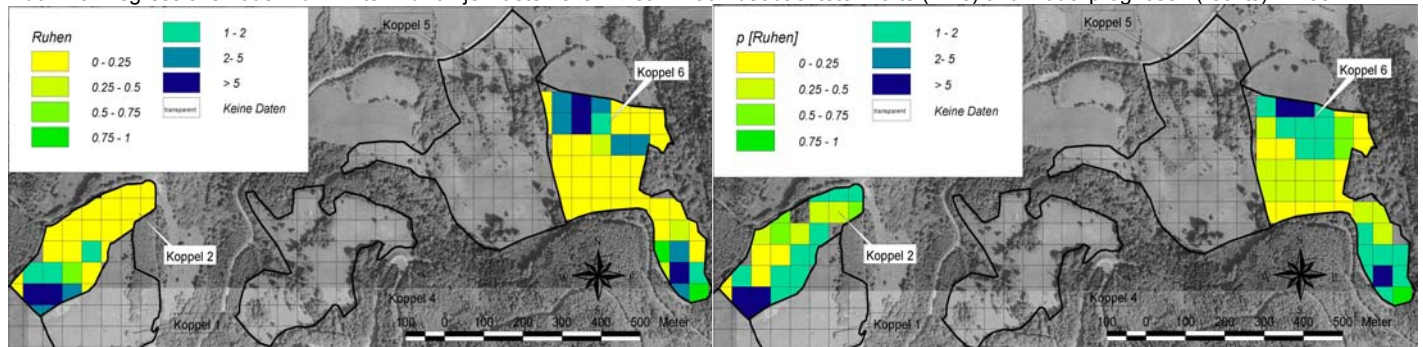 Ruhen
0 - 0.25
0.25 - 0.5
0.5 - 0.75
0.75 - 1
1 - 2
2- 5
> 5
transparent
Keine Daten
Koppel 5
Koppel 6
Koppel 2
Koppel 4
Koppel 1
N
100 0 100 200 300 400 500 Meter
p [Ruhen]
0 - 0.25
0.25 - 0.5
0.5 - 0.75
0.75 - 1
1 - 2
2- 5
> 5
transparent
Keine Daten
Koppel 5
Koppel 6
Koppel 2
Koppel 4
Koppel 1
100 0 100 200 300 400 500 Meter